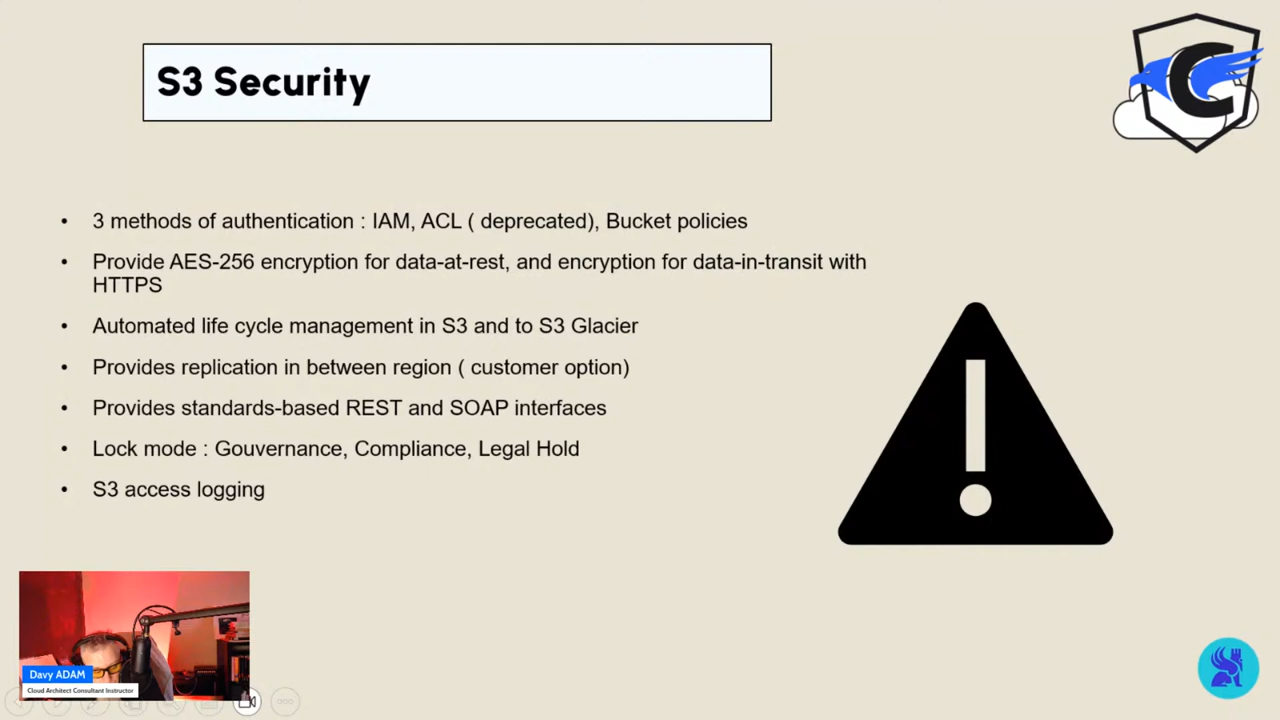 S3 Security
• 3 methods of authentication : IAM, ACL ( deprecated), Bucket policies
• Provide AES-256 encryption for data-at-rest, and encryption for data-in-transit with
HTTPS
• Automated life cycle management in S3 and to S3 Glacier
• Provides replication in between region ( customer option)
• Provides standards-based REST and SOAP interfaces
• Lock mode : Gouvernance, Compliance, Legal Hold
• S3 access logging
Davy ADAM
Cloud Architect Consultant Instructor
C